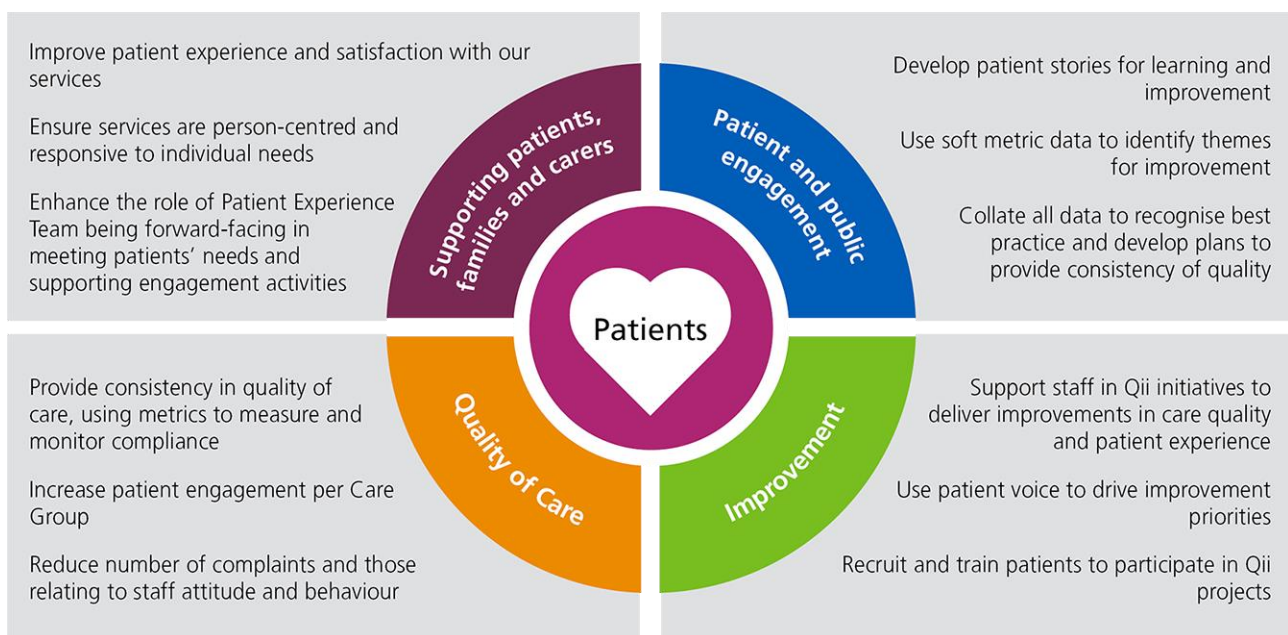 Improve patient experience and satisfaction with our
services
Ensure services are person-centred and
responsive to individual needs
Enhance the role of Patient Experience
Team being forward-facing in
meeting patients' needs and
supporting engagement activities
Supporting patients,
families and carers
Patient and public
engagement
Develop patient stories for learning and
improvement
Use soft metric data to identify themes
for improvement
Collate all data to recognise best
practice and develop plans to
provide consistency of quality
Patients
Provide consistency in quality of
care, using metrics to measure and
monitor compliance
Increase patient engagement per Care
Group
Reduce number of complaints and those
relating to staff attitude and behaviour
Quality of Care
Improvement
Support staff in Qii initiatives to
deliver improvements in care quality
and patient experience
Use patient voice to drive improvement
priorities
Recruit and train patients to participate in Qii
projects